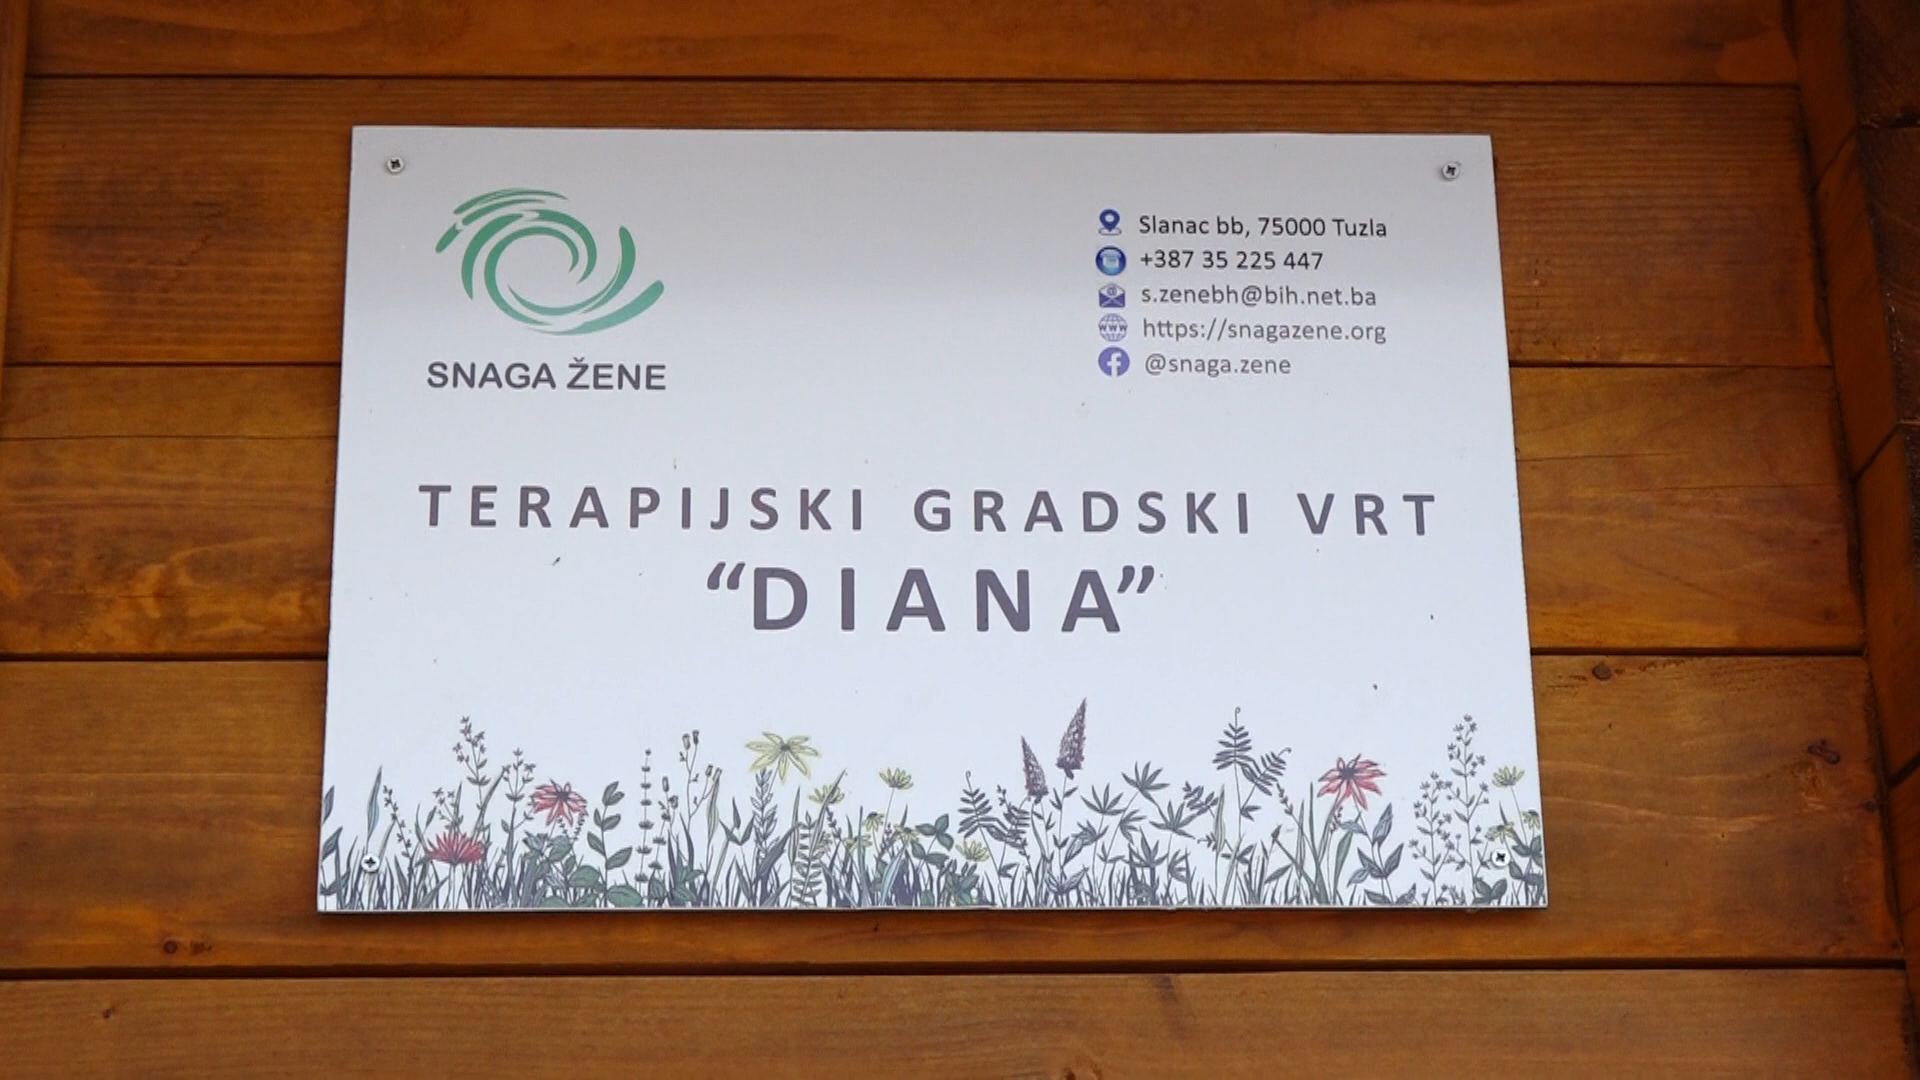 SNAGA ŽENE
Slanac bb, 75000 Tuzla
+387 35 225 447
s.zenebh@bih.net.ba
https://snagazene.org
@snaga.zene
TERAPIJSKI GRADSKI VRT
“DIANA”